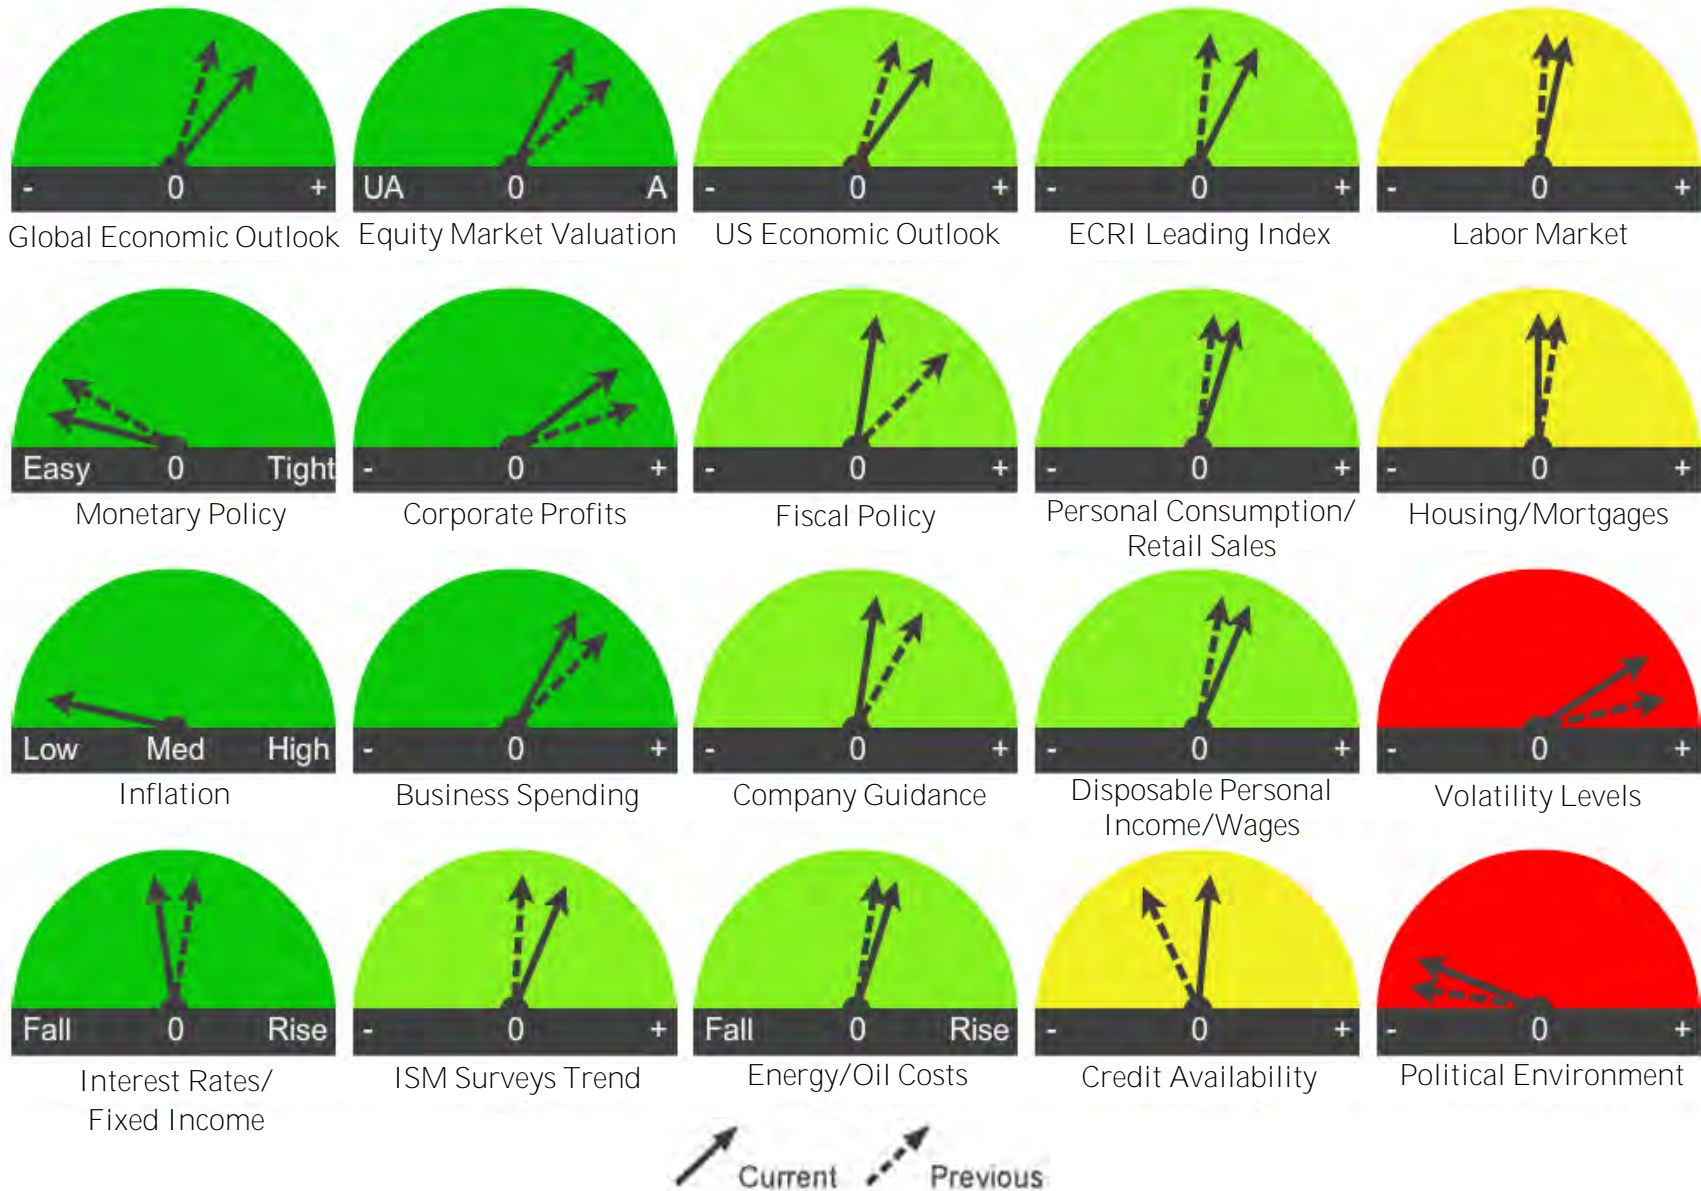 - 0 +
UA 0 A
- 0 +
- 0 +
- 0 +
Global Economic Outlook
Equity Market Valuation
US Economic Outlook
ECRI Leading Index
Labor Market
Easy 0 Tight
- 0 +
- 0 +
- 0 +
- 0 +
Monetary Policy
Corporate Profits
Fiscal Policy
Personal Consumption/
Retail Sales
Housing/Mortgages
Low Med High
- 0 +
- 0 +
- 0 +
- 0 +
Inflation
Business Spending
Company Guidance
Disposable Personal
Income/Wages
Volatility Levels
Fall 0 Rise
- 0 +
Fall 0 Rise
- 0 +
- 0 +
Interest Rates/
Fixed Income
ISM Surveys Trend
Energy/Oil Costs
Credit Availability
Political Environment
Current
Previous